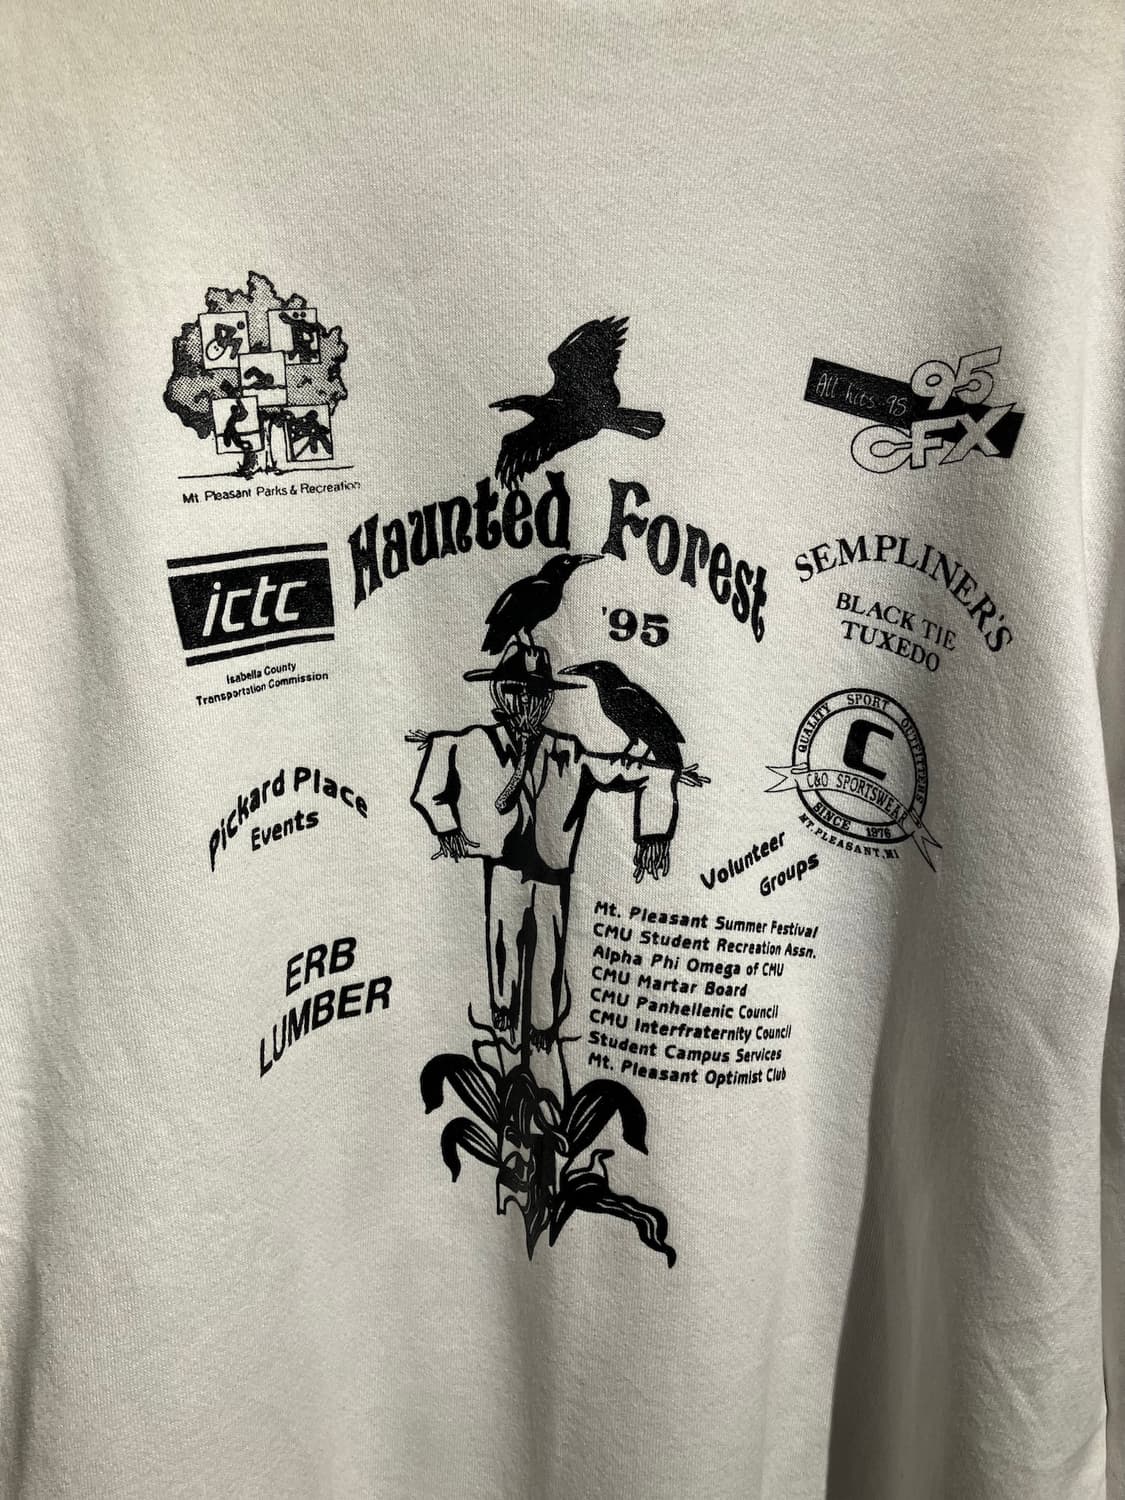 Mt. Pleasant Parks & Recreation
All hits 95
95
CFX
Haunted Forest
'95
ictc
Isabella County
Transportation Commission
SEMPLINER'S
BLACK TIE
TUXEDO
QUALITY SPORT OUTFITTERS
C
C&O SPORTSWEAR
SINCE 1976
MT. PLEASANT, MI
Pickard Place
Events
Volunteer
Groups
Mt. Pleasant Summer Festival
CMU Student Recreation Assn.
Alpha Phi Omega of CMU
CMU Martar Board
CMU Panhellenic Council
CMU Interfraternity Council
Student Campus Services
Mt. Pleasant Optimist Club
ERB
LUMBER